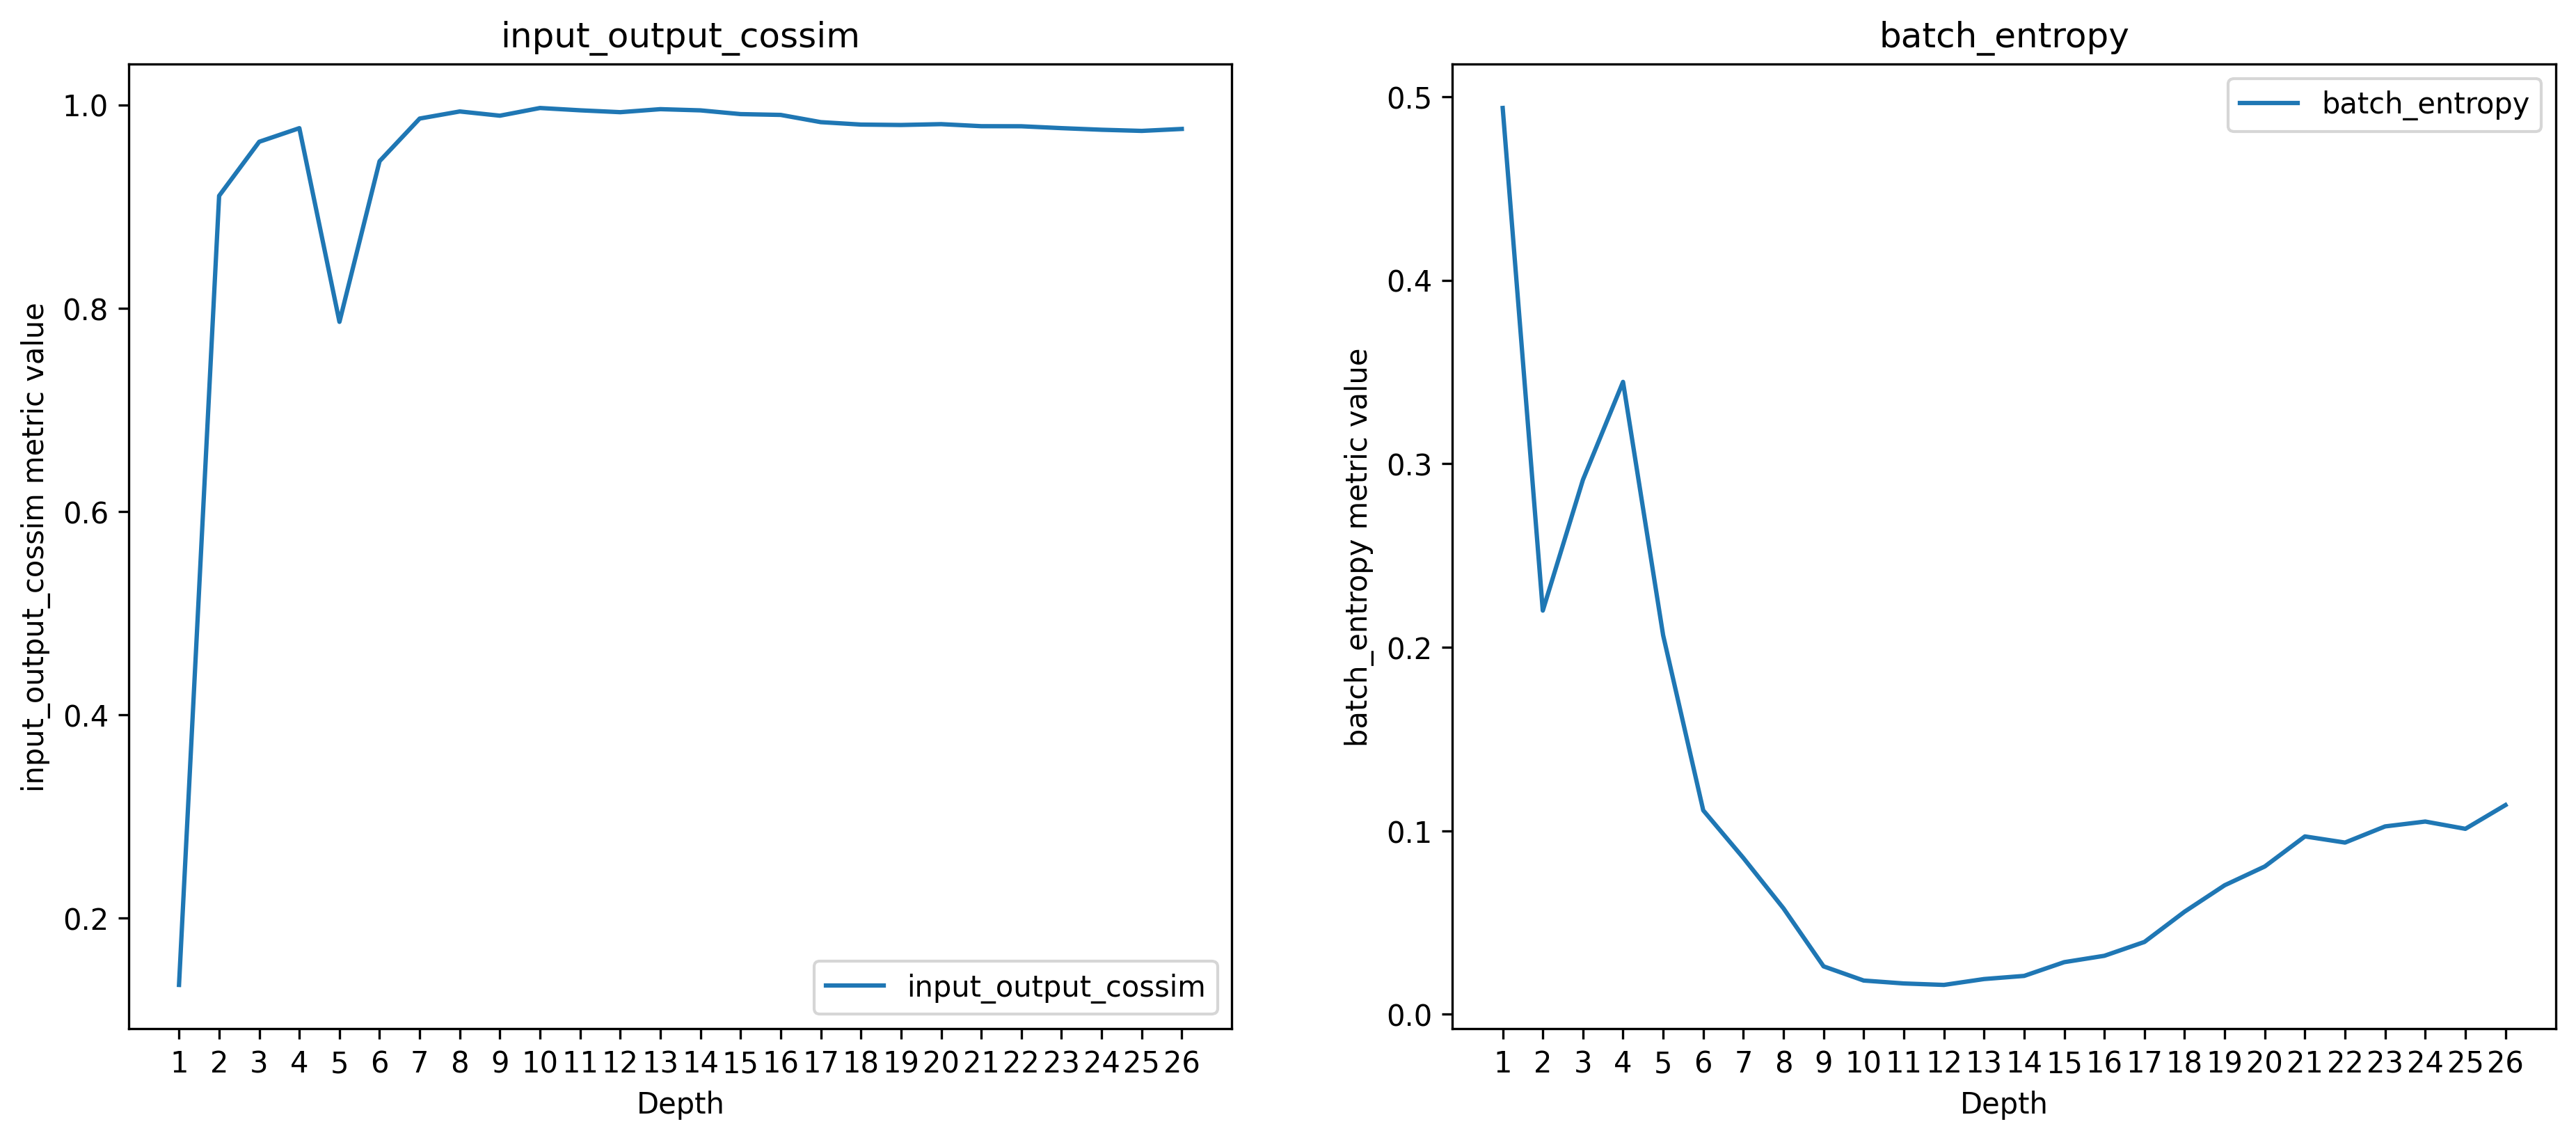 input_output_cossim
input_output_cossim metric value
1.0
0.8
0.6
0.4
0.2
input_output_cossim
1 2 3 4 5 6 7 8 9 10 11 12 13 14 15 16 17 18 19 20 21 22 23 24 25 26
Depth
batch_entropy
batch_entropy metric value
0.5
0.4
0.3
0.2
0.1
0.0
batch_entropy
1 2 3 4 5 6 7 8 9 10 11 12 13 14 15 16 17 18 19 20 21 22 23 24 25 26
Depth